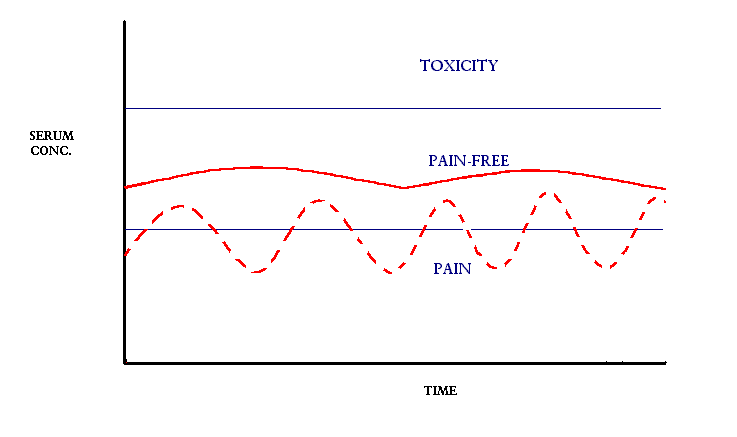 TOXICITY
SERUM
CONC.
PAIN-FREE
PAIN
TIME